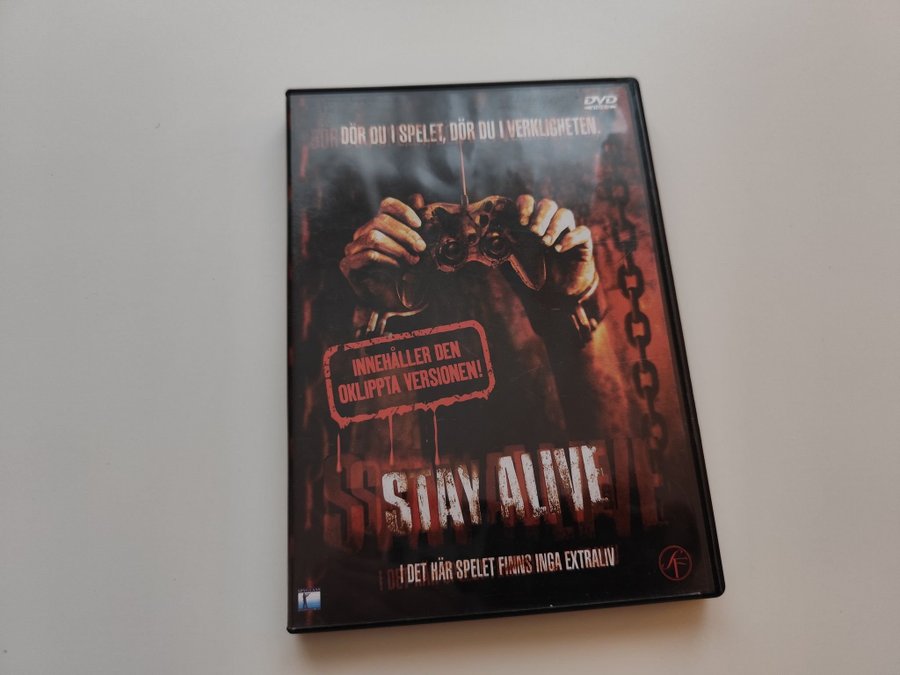 DVD
DÖR DU I SPELET, DÖR DU I VERKLIGHETEN.
INNEHÅLLER DEN
OKLIPPTA VERSIONEN!
STAY ALIVE
I DET HÄR SPELET FINNS INGA EXTRALIV
SF